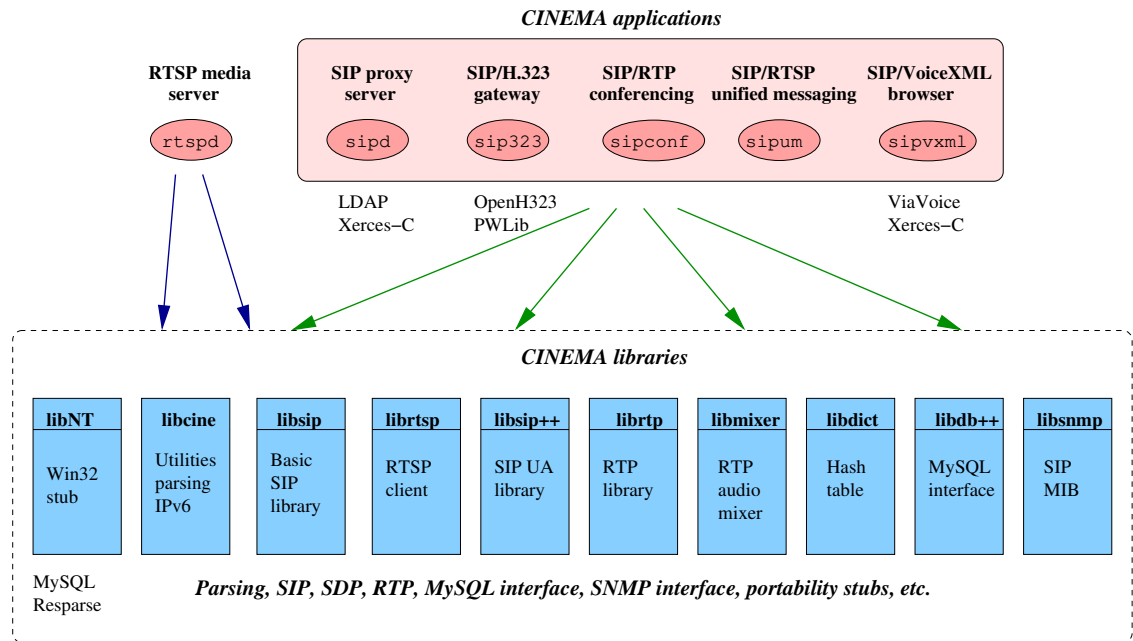 CINEMA applications
RTSP media
server
SIP proxy
server
SIP/H.323
gateway
SIP/RTP
conferencing
SIP/RTSP
unified messaging
SIP/VoiceXML
browser
rtspd
sipd
sip323
sipconf
sipum
sipvxml
LDAP
Xerces−C
OpenH323
PWLib
ViaVoice
Xerces−C
CINEMA libraries
libNT
Win32
stub
libcine
Utilities
parsing
IPv6
libsip
Basic
SIP
library
librtsp
RTSP
client
libsip++
SIP UA
library
librtp
RTP
library
libmixer
RTP
audio
mixer
libdict
Hash
table
libdb++
MySQL
interface
libsnmp
SIP
MIB
MySQL
Resparse
Parsing, SIP, SDP, RTP, MySQL interface, SNMP interface, portability stubs, etc.